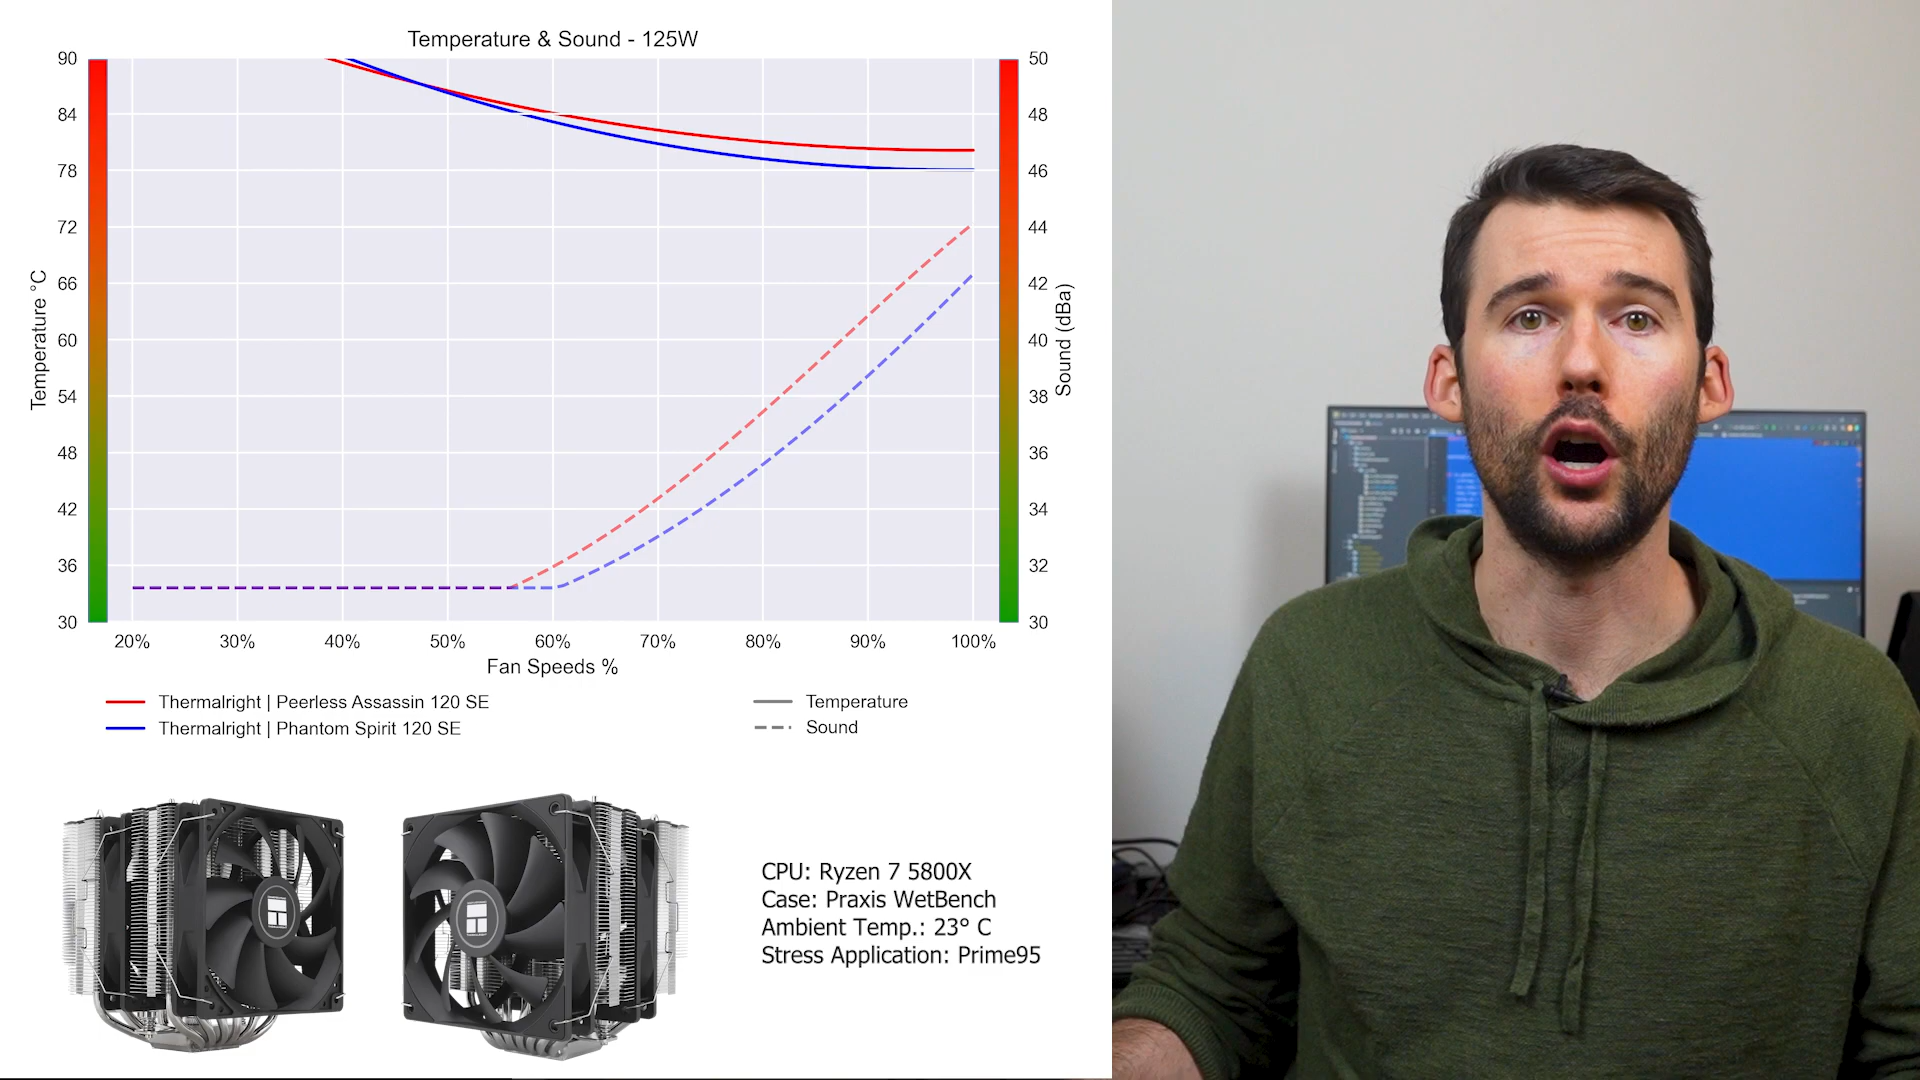 Temperature & Sound - 125W
90
84
78
72
66
60
54
48
42
36
30
Temperature °C
50
48
46
44
42
40
38
36
34
32
30
Sound (dBa)
20% 30% 40% 50% 60% 70% 80% 90% 100%
Fan Speeds %
Thermalright | Peerless Assassin 120 SE
Thermalright | Phantom Spirit 120 SE
Temperature
Sound
CPU: Ryzen 7 5800X
Case: Praxis WetBench
Ambient Temp.: 23° C
Stress Application: Prime95